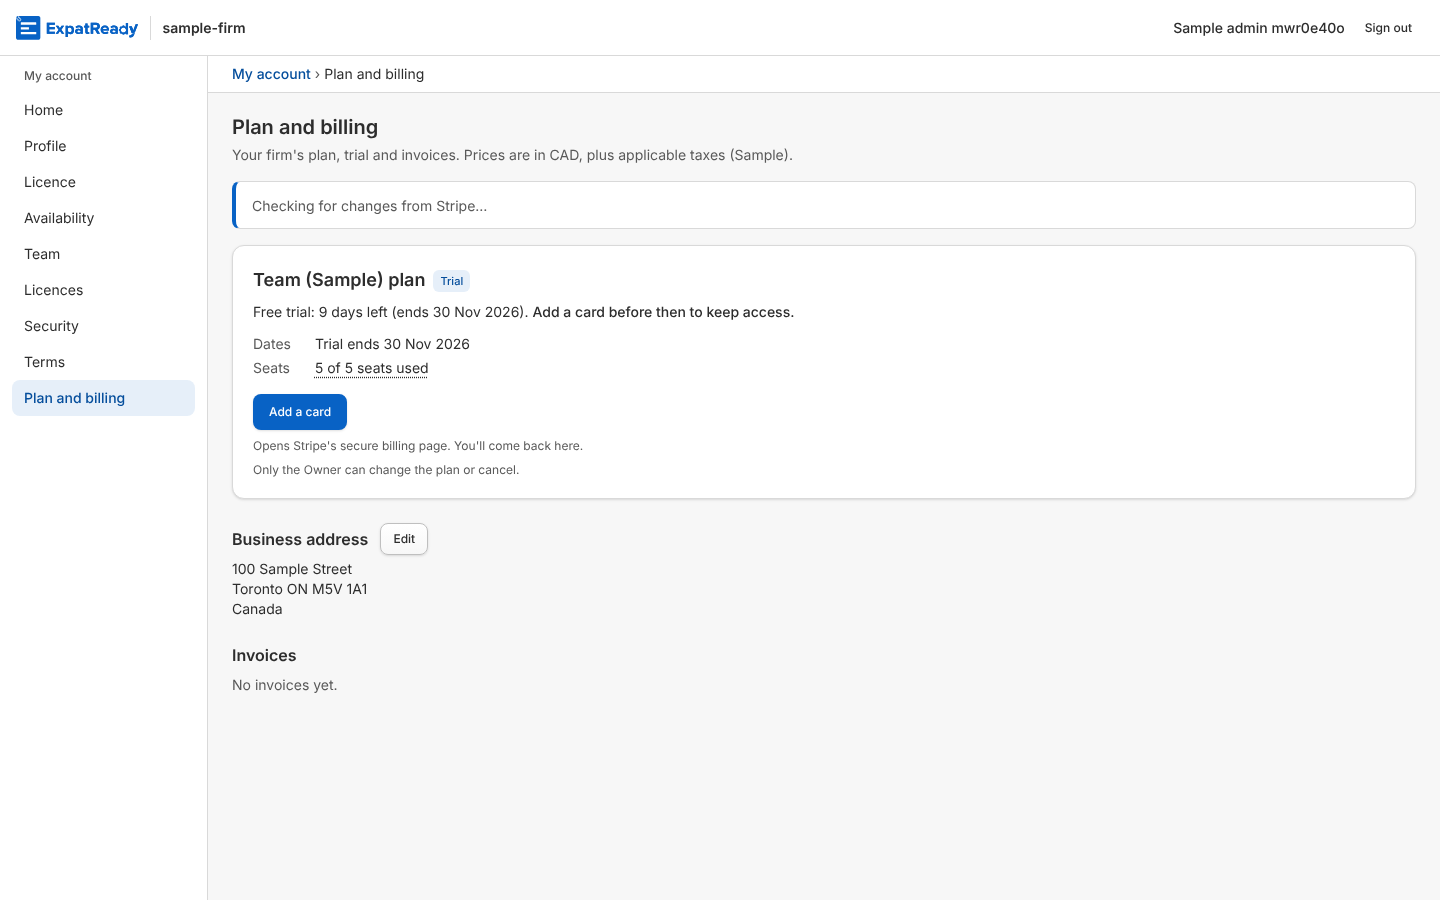 ExpatReady
sample-firm
Sample admin mwr0e40o
Sign out
My account
Home
Profile
Licence
Availability
Team
Licences
Security
Terms
Plan and billing
My account › Plan and billing
Plan and billing
Your firm's plan, trial and invoices. Prices are in CAD, plus applicable taxes (Sample).
Checking for changes from Stripe...
Team (Sample) plan Trial
Free trial: 9 days left (ends 30 Nov 2026). Add a card before then to keep access.
Dates Trial ends 30 Nov 2026
Seats 5 of 5 seats used
Add a card
Opens Stripe's secure billing page. You'll come back here.
Only the Owner can change the plan or cancel.
Business address Edit
100 Sample Street
Toronto ON M5V 1A1
Canada
Invoices
No invoices yet.